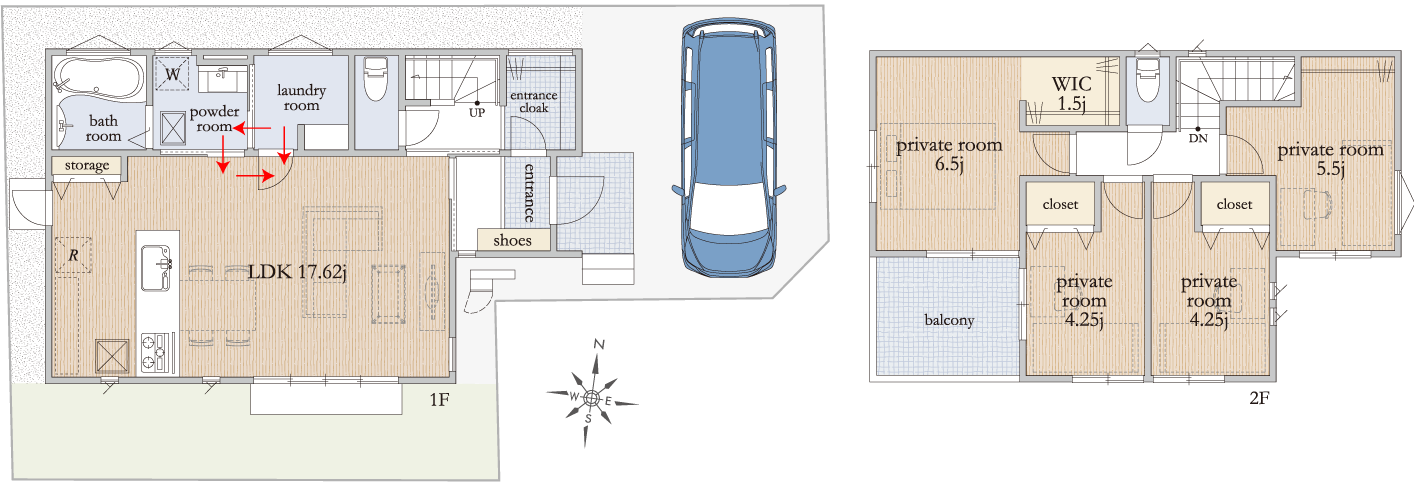 W
bath
room
powder
room
laundry
room
UP
entrance
cloak
storage
entrance
shoes
R
LDK 17.62j
1F
N
W
E
S
WIC
1.5j
private room
6.5j
DN
private room
5.5j
closet
closet
balcony
private
room
4.25j
private
room
4.25j
2F